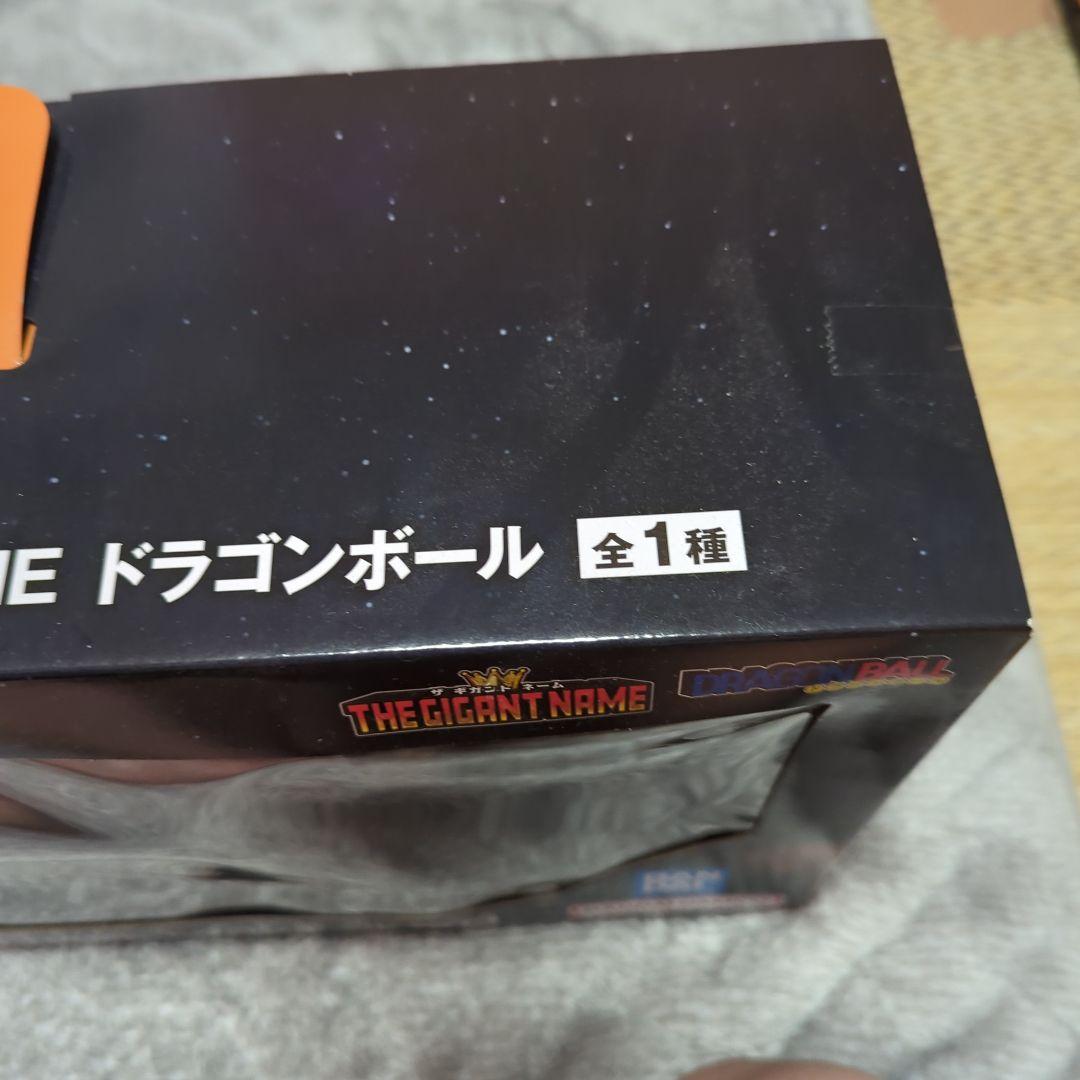 ME ドラゴンボール 全1種
ザ ギガント ネーム
THE GIGANT NAME
DRAGON BALL